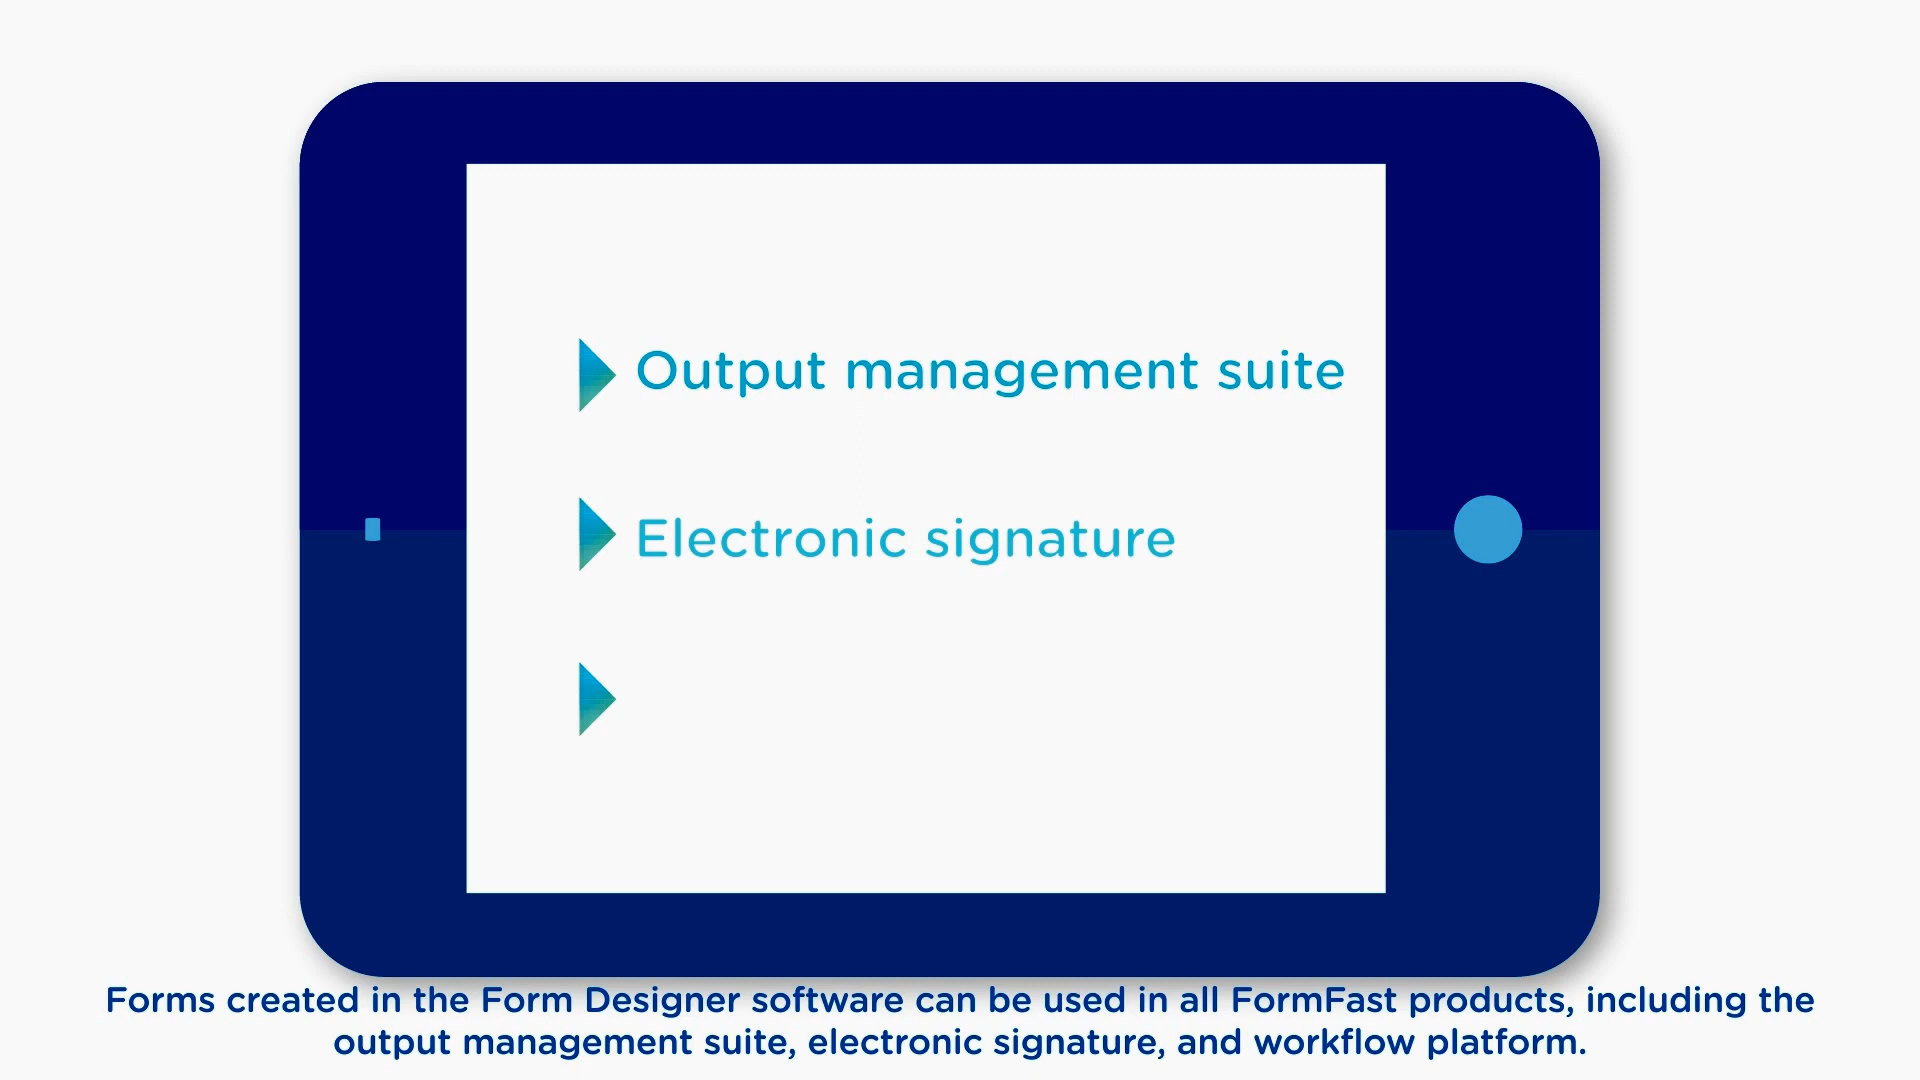 Output management suite
Electronic signature
Forms created in the Form Designer software can be used in all FormFast products, including the
output management suite, electronic signature, and workflow platform.